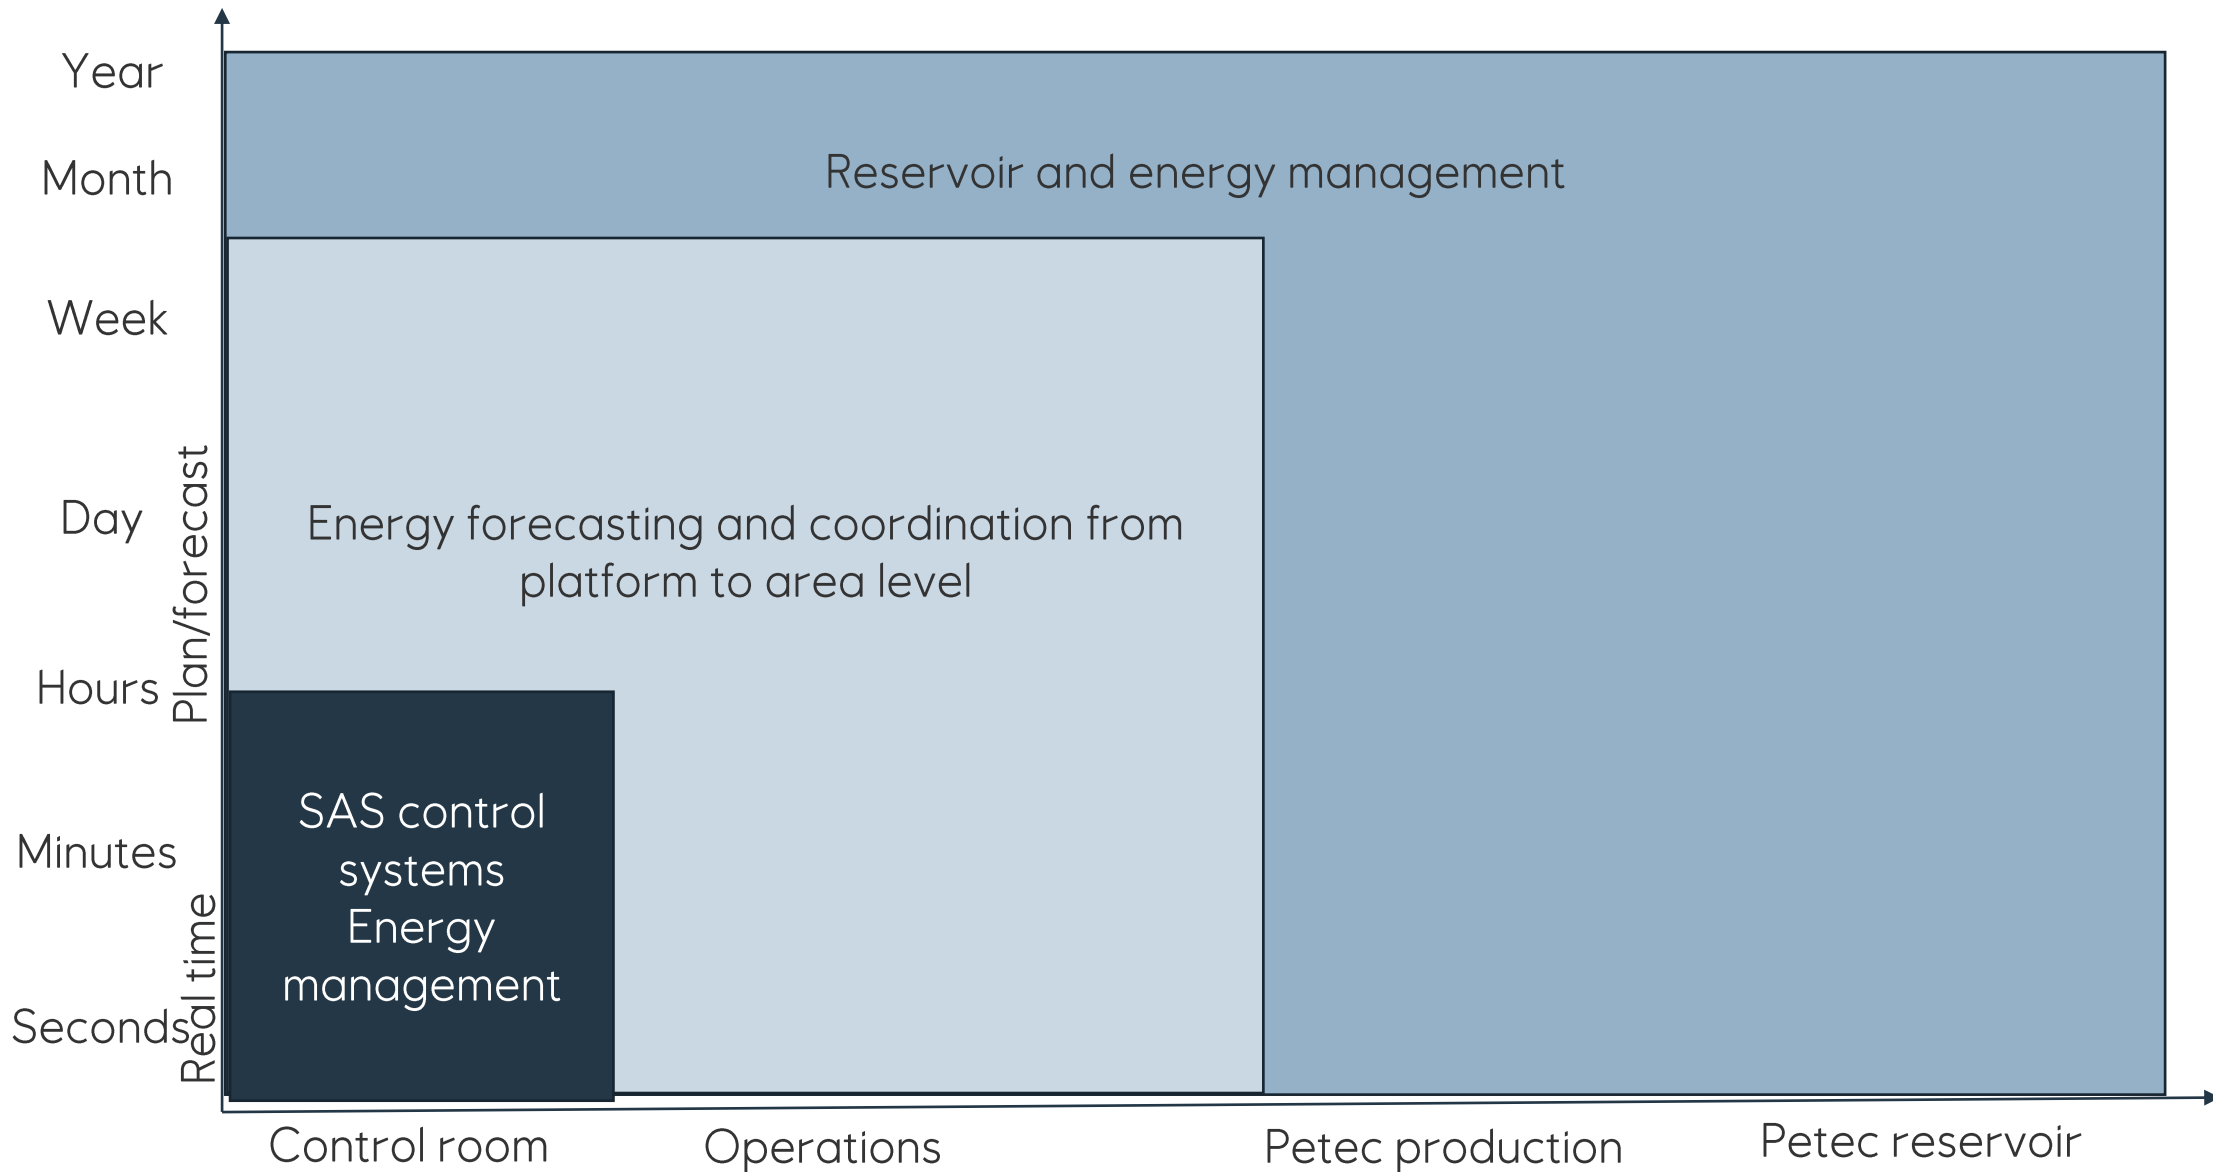 Year
Month
Reservoir and energy management
Week
Day
Plan/forecast
Energy forecasting and coordination from
platform to area level
Hours
Minutes
SAS control
systems
Energy
management
Seconds
Real time
Control room
Operations
Petec production
Petec reservoir